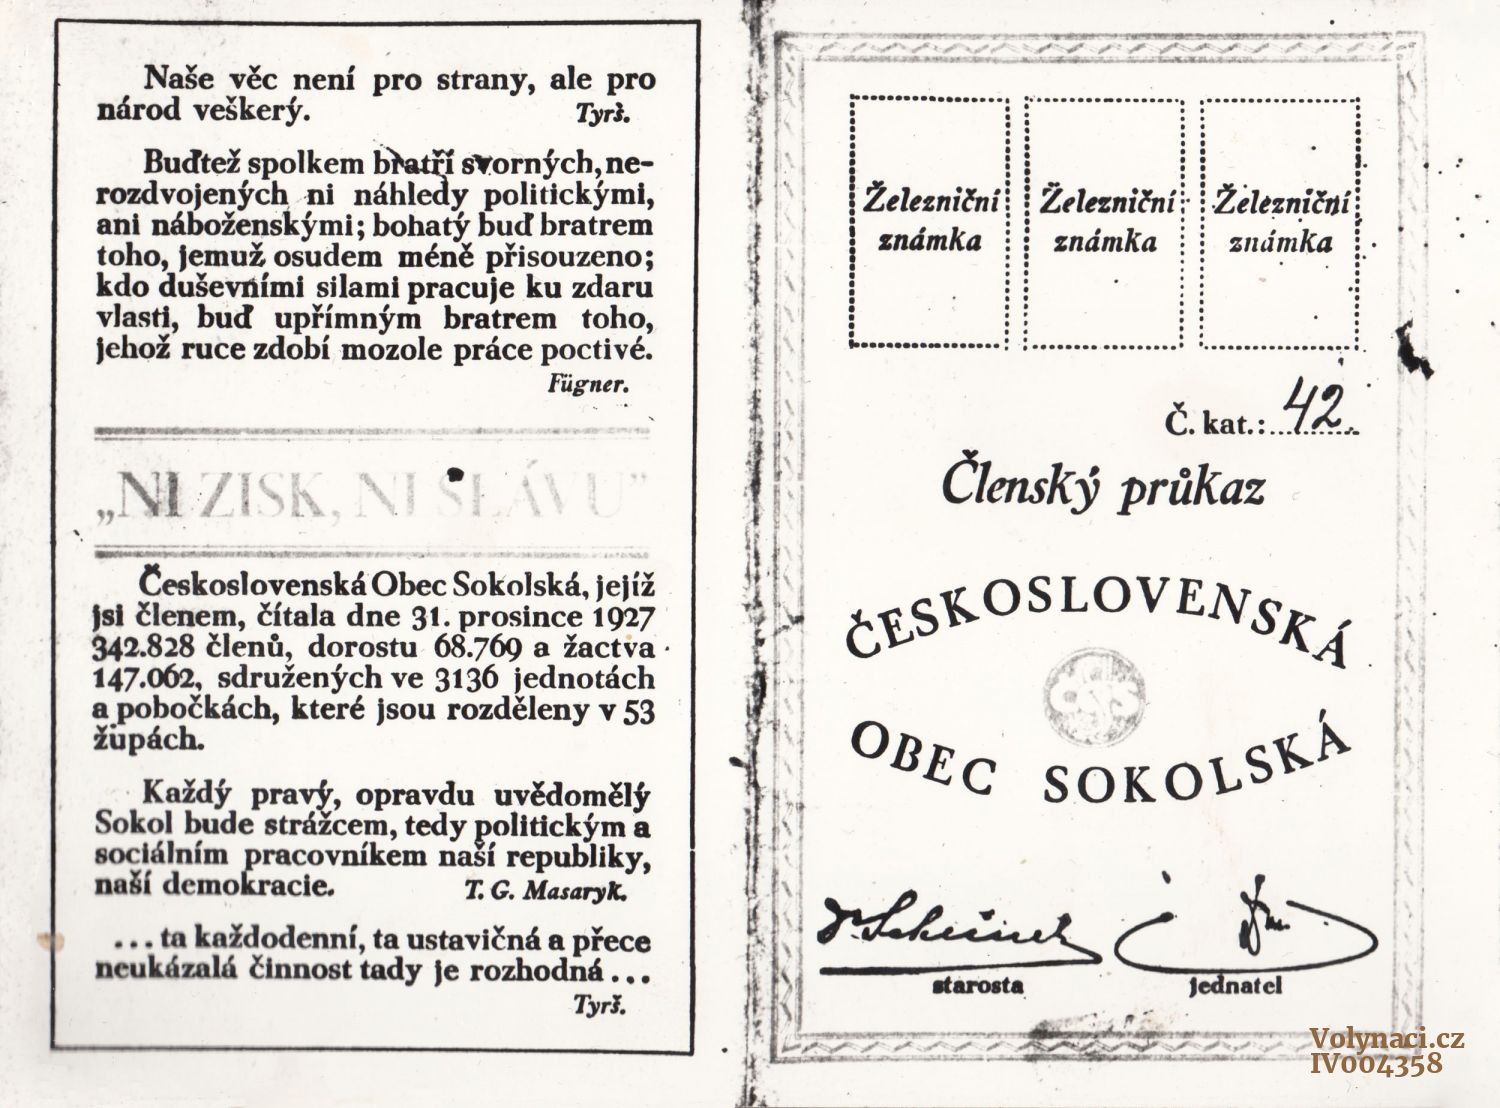 Naše věc není pro strany, ale pro
národ veškerý. Tyrš.
Buďtež spolkem bratří svorných, ne-
rozdvojených ni náhledy politickými,
ani náboženskými; bohatý buď bratrem
toho, jemuž osudem méně přisouzeno;
kdo duševními silami pracuje ku zdaru
vlasti, buď upřímným bratrem toho,
jehož ruce zdobí mozole práce poctivé.
Fügner.
„NI ZISK, NI SLÁVU”
Československá Obec Sokolská, jejíž
jsi členem, čítala dne 31. prosince 1927
342.828 členů, dorostu 68.769 a žactva
147.062, sdružených ve 3136 jednotách
a pobočkách, které jsou rozděleny v 53
župách.
Každý pravý, opravdu uvědomělý
Sokol bude strážcem, tedy politickým a
sociálním pracovníkem naší republiky,
naší demokracie. T. G. Masaryk.
... ta každodenní, ta ustavičná a přece
neukázalá činnost tady je rozhodná ...
Tyrš.
Železniční
známka
Železniční
známka
Železniční
známka
Č. kat.: 42
Členský průkaz
ČESKOSLOVENSKÁ
OBEC SOKOLSKÁ
starosta
jednatel
Volynaci.cz
IV004358